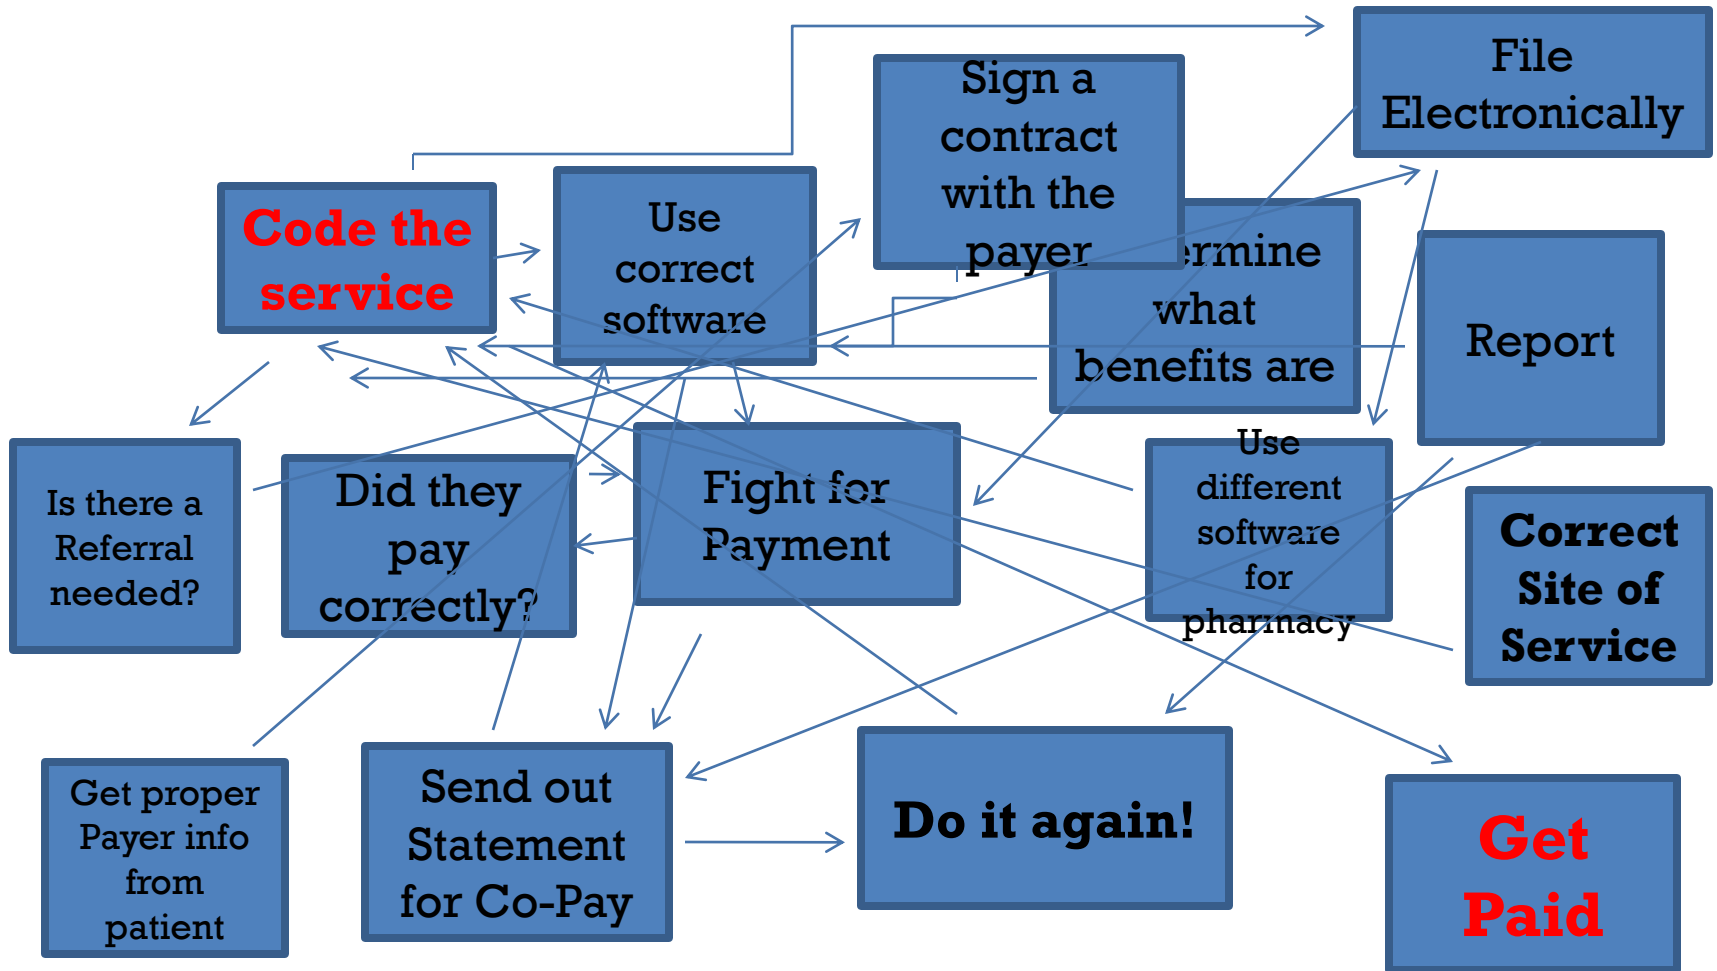 File
Electronically
Sign a
contract
with the
payer
Code the
service
Use
correct
software
ermine
what
benefits are
Report
Is there a
Referral
needed?
Did they
pay
correctly?
Fight for
Payment
Use
different
software
for
pharmacy
Correct
Site of
Service
Get proper
Payer info
from
patient
Send out
Statement
for Co-Pay
Do it again!
Get
Paid